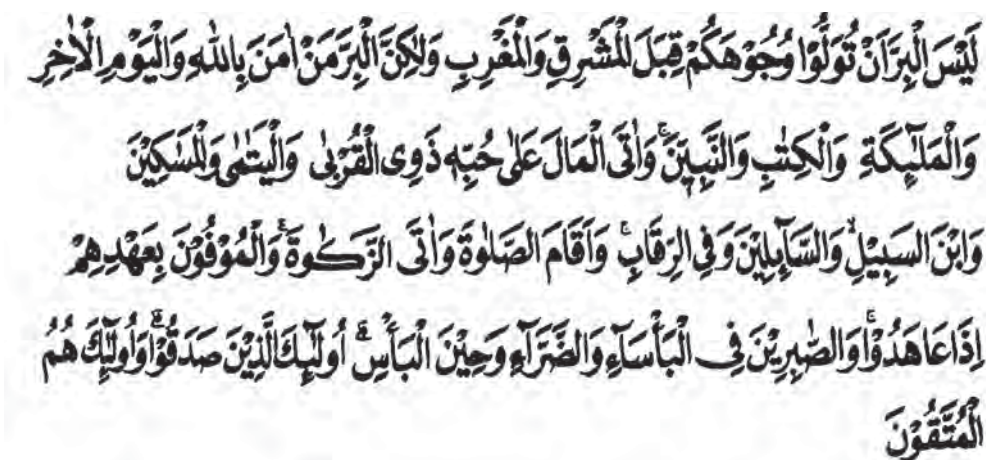 لَيْسَ الْبِرَّ اَنْ تُوَلُّوْا وُجُوْهَكُمْ قِبَلَ الْمَشْرِقِ وَالْمَغْرِبِ وَلٰكِنَّ الْبِرَّ مَنْ اٰمَنَ بِاللّٰهِ وَالْيَوْمِ الْاٰخِرِ
وَالْمَلٰٓئِكَةِ وَالْكِتٰبِ وَالنَّبِيّٖنَۚ وَاٰتَى الْمَالَ عَلٰى حُبِّهٖ ذَوِى الْقُرْبٰى وَالْيَتٰمٰى وَالْمَسٰكِيْنَ
وَابْنَ السَّبِيْلِۙ وَالسَّآئِلِيْنَ وَفِى الرِّقَابِۚ وَاَقَامَ الصَّلٰوةَ وَاٰتَى الزَّكٰوةَۚ وَالْمُوْفُوْنَ بِعَهْدِهِمْ
اِذَا عَاهَدُوْاۚ وَالصّٰبِرِيْنَ فِى الْبَأْسَآءِ وَالضَّرَّآءِ وَحِيْنَ الْبَأْسِۗ اُولٰٓئِكَ الَّذِيْنَ صَدَقُوْاۗ وَاُولٰٓئِكَ هُمُ
الْمُتَّقُوْنَ